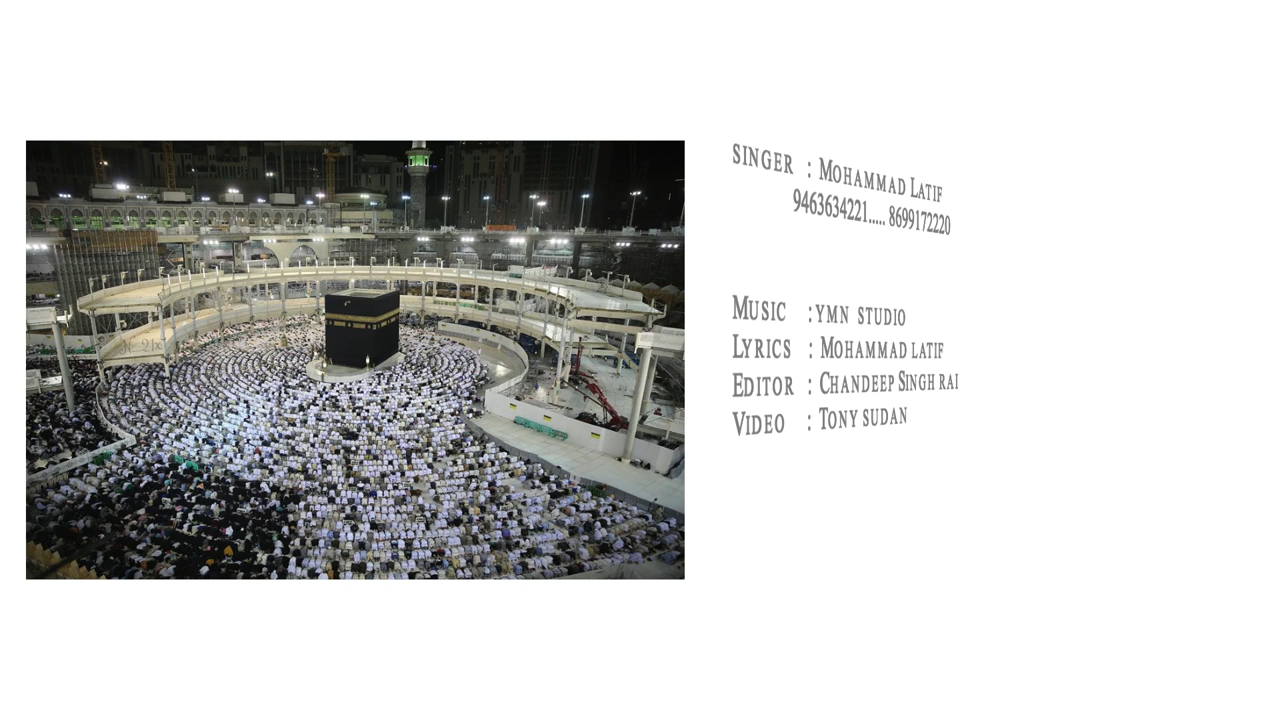 SINGER : MOHAMMAD LATIF
9463634221..... 8699172220
MUSIC : YMN STUDIO
LYRICS : MOHAMMAD LATIF
EDITOR : CHANDEEP SINGH RAI
VIDEO : TONY SUDAN